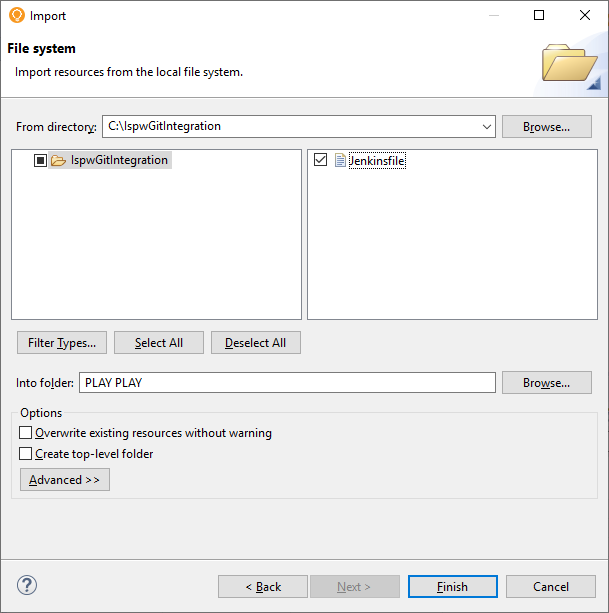 Import
File system
Import resources from the local file system.
From directory: C:\IspwGitIntegration Browse...
IspwGitIntegration
Jenkinsfile
Filter Types... Select All Deselect All
Into folder: PLAY PLAY Browse...
Options
Overwrite existing resources without warning
Create top-level folder
Advanced >>
? < Back Next > Finish Cancel